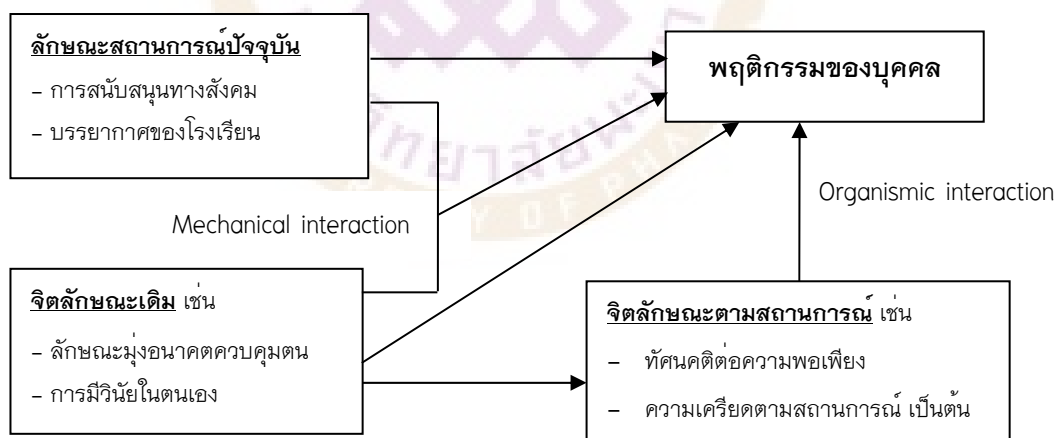 ลักษณะสถานการณ์ปัจจุบัน
- การสนับสนุนทางสังคม
- บรรยากาศของโรงเรียน
พฤติกรรมของบุคคล
Organismic interaction
Mechanical interaction
จิตลักษณะเดิม เช่น
- ลักษณะมุ่งอนาคตควบคุมตน
- การมีวินัยในตนเอง
จิตลักษณะตามสถานการณ์ เช่น
- ทัศนคติต่อความพอเพียง
- ความเครียดตามสถานการณ์ เป็นต้น